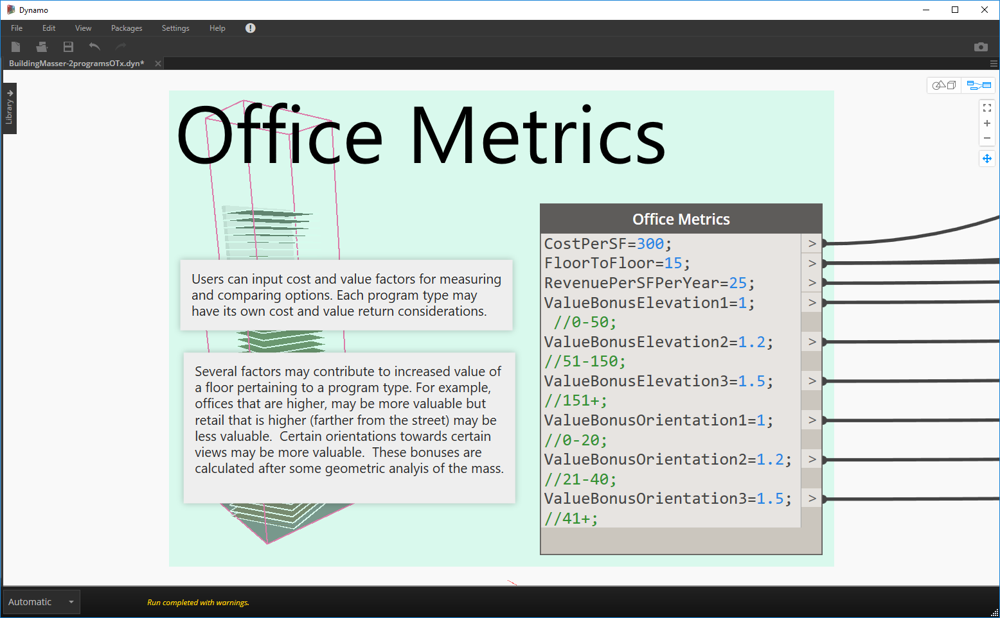 Dynamo
File Edit View Packages Settings Help
BuildingMasser-2programsOTx.dyn*
Library
Office Metrics
Users can input cost and value factors for measuring
and comparing options. Each program type may
have its own cost and value return considerations.
Several factors may contribute to increased value of
a floor pertaining to a program type. For example,
offices that are higher, may be more valuable but
retail that is higher (farther from the street) may be
less valuable.  Certain orientations towards certain
views may be more valuable.  These bonuses are
calculated after some geometric analyis of the mass.
Office Metrics
CostPerSF=300; >
FloorToFloor=15; >
RevenuePerSFPerYear=25; >
ValueBonusElevation1=1; >
//0-50;
ValueBonusElevation2=1.2; >
//51-150;
ValueBonusElevation3=1.5; >
//151+;
ValueBonusOrientation1=1; >
//0-20;
ValueBonusOrientation2=1.2; >
//21-40;
ValueBonusOrientation3=1.5; >
//41+;
Automatic
Run completed with warnings.